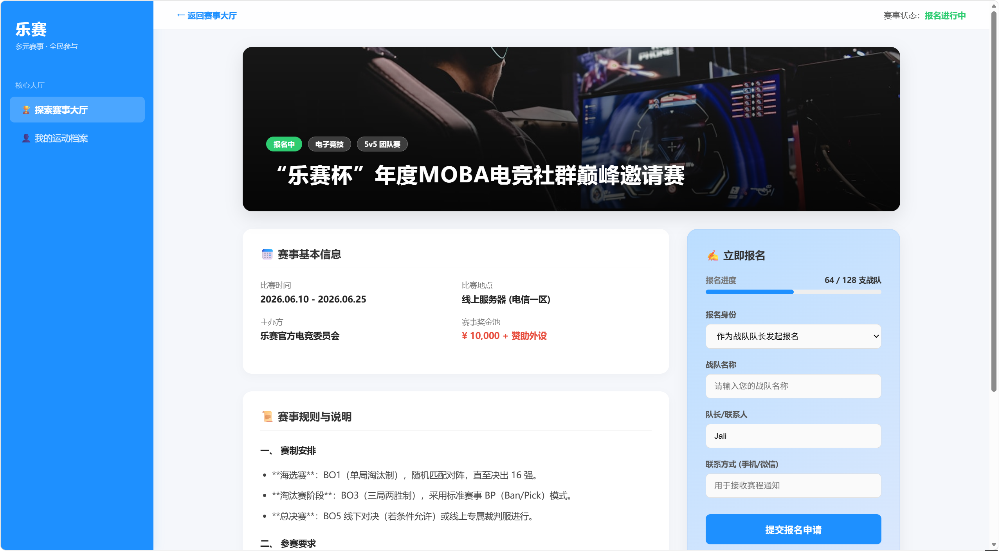 乐赛
多元赛事 · 全民参与
核心大厅
探索赛事大厅
我的运动档案
← 返回赛事大厅
赛事状态：报名进行中
报名中
电子竞技
5v5 团队赛
“乐赛杯”年度MOBA电竞社群巅峰邀请赛
赛事基本信息
比赛时间
2026.06.10 - 2026.06.25
比赛地点
线上服务器 (电信一区)
主办方
乐赛官方电竞委员会
赛事奖金池
¥ 10,000 + 赞助外设
赛事规则与说明
一、 赛制安排
• **海选赛**：BO1（单局淘汰制），随机匹配对阵，直至决出 16 强。
• **淘汰赛阶段**：BO3（三局两胜制），采用标准赛事 BP（Ban/Pick）模式。
• **总决赛**：BO5 线下对决（若条件允许）或线上专属裁判服进行。
二、 参赛要求
立即报名
报名进度
64 / 128 支战队
报名身份
作为战队队长发起报名
战队名称
请输入您的战队名称
队长/联系人
Jali
联系方式 (手机/微信)
用于接收赛程通知
提交报名申请